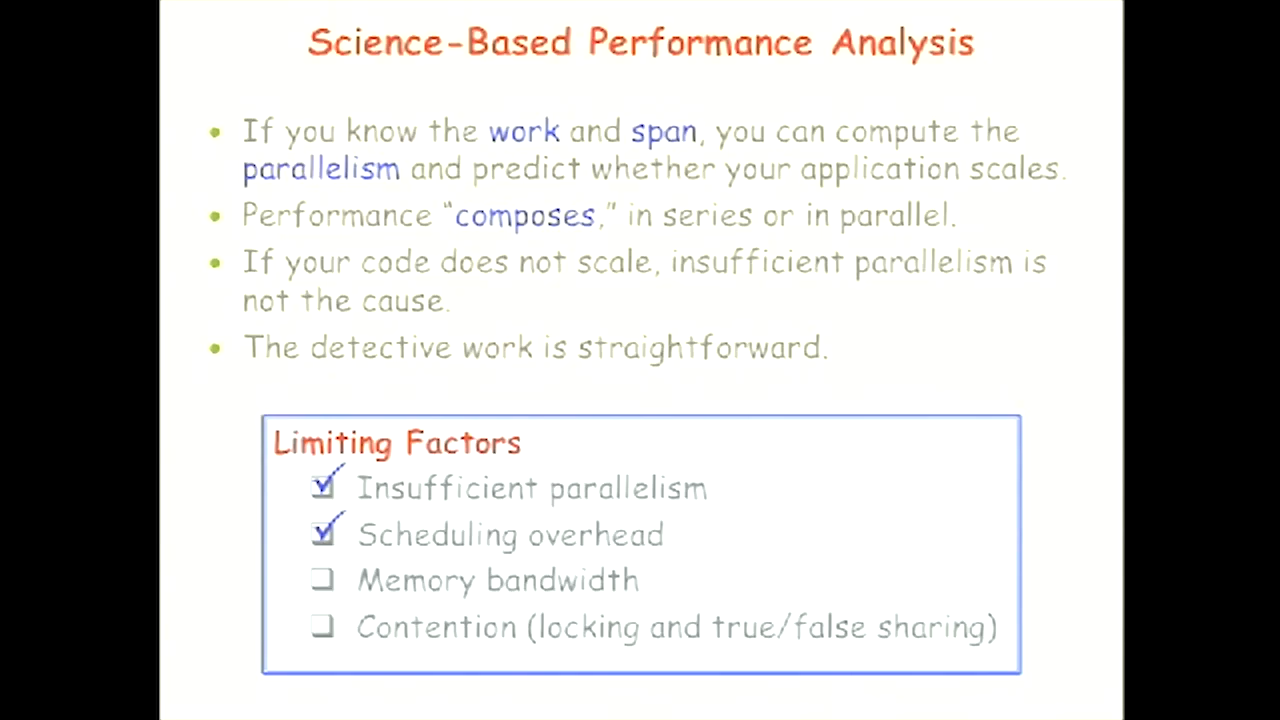 Science-Based Performance Analysis
• If you know the work and span, you can compute the
parallelism and predict whether your application scales.
• Performance “composes,” in series or in parallel.
• If your code does not scale, insufficient parallelism is
not the cause.
• The detective work is straightforward.
Limiting Factors
Insufficient parallelism
Scheduling overhead
Memory bandwidth
Contention (locking and true/false sharing)